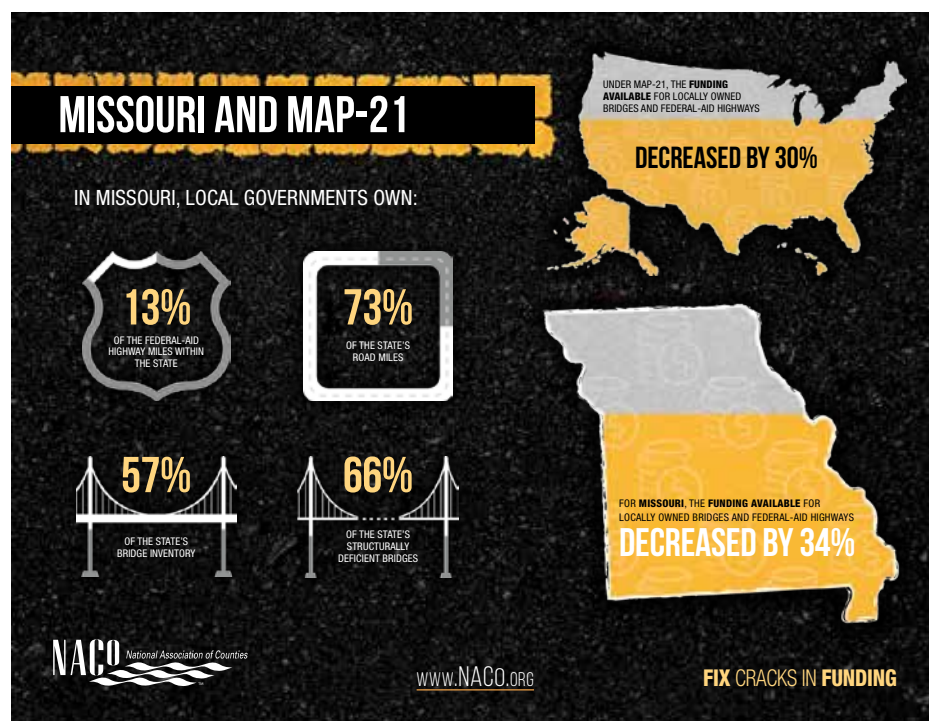 MISSOURI AND MAP-21
IN MISSOURI, LOCAL GOVERNMENTS OWN:
13%
OF THE FEDERAL-AID
HIGHWAY MILES WITHIN
THE STATE
73%
OF THE STATE'S
ROAD MILES
57%
OF THE STATE'S
BRIDGE INVENTORY
66%
OF THE STATE'S
STRUCTURALLY
DEFICIENT BRIDGES
UNDER MAP-21, THE FUNDING
AVAILABLE FOR LOCALLY OWNED
BRIDGES AND FEDERAL-AID HIGHWAYS
DECREASED BY 30%
FOR MISSOURI, THE FUNDING AVAILABLE FOR
LOCALLY OWNED BRIDGES AND FEDERAL-AID HIGHWAYS
DECREASED BY 34%
NACO National Association of Counties
WWW.NACO.ORG
FIX CRACKS IN FUNDING